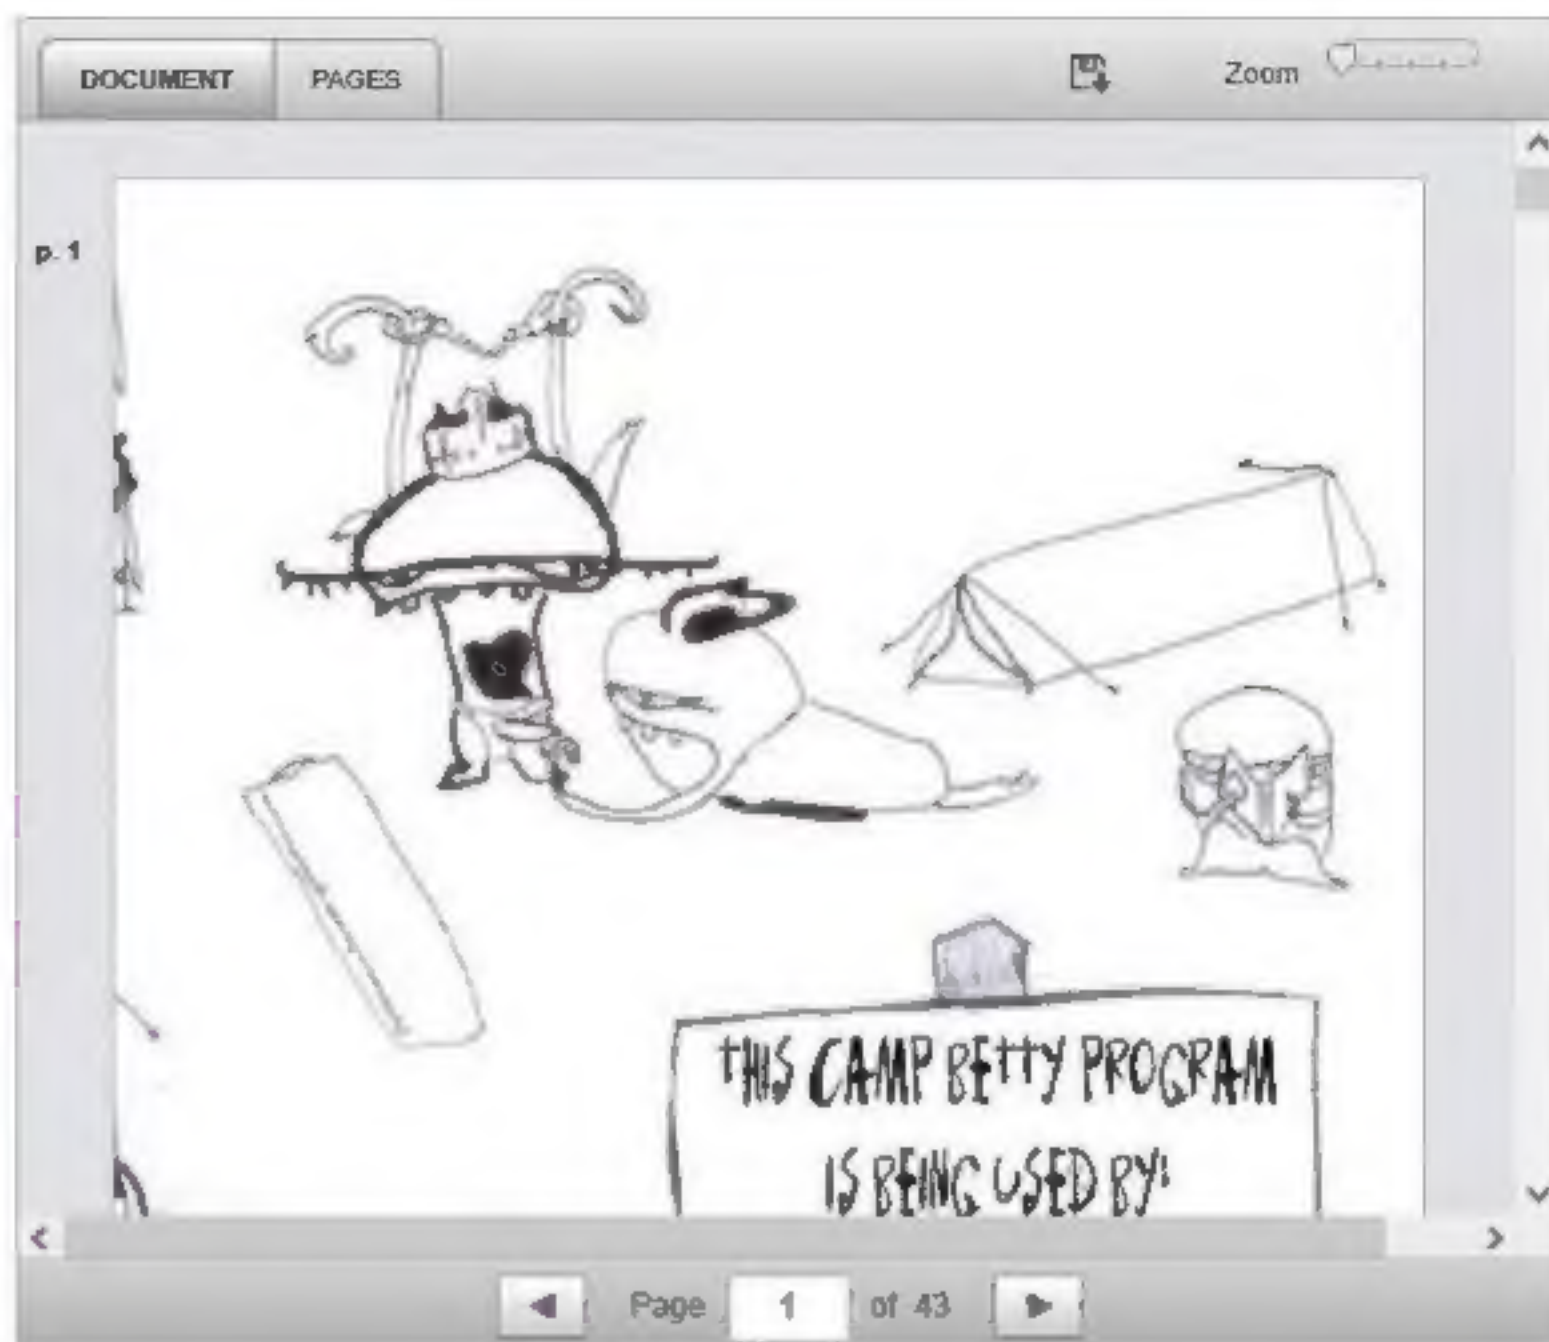 DOCUMENT PAGES Zoom
p. 1
THIS CAMP BETTY PROGRAM
IS BEING USED BY:
Page 1 of 43